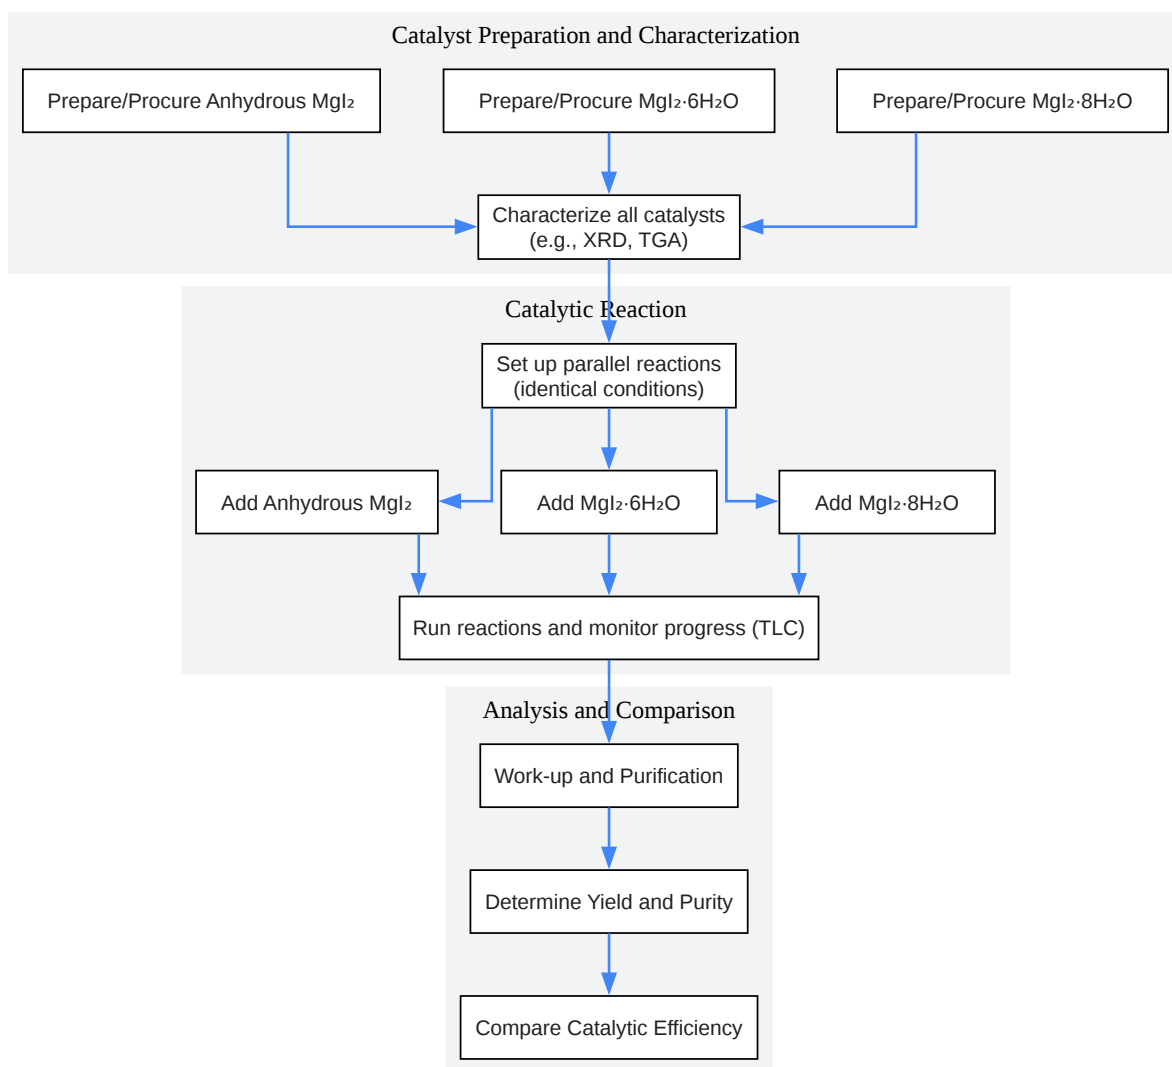 Catalyst Preparation and Characterization
Prepare/Procure Anhydrous MgI₂
Prepare/Procure MgI₂·6H₂O
Prepare/Procure MgI₂·8H₂O
Characterize all catalysts
(e.g., XRD, TGA)
Catalytic Reaction
Set up parallel reactions
(identical conditions)
Add Anhydrous MgI₂
Add MgI₂·6H₂O
Add MgI₂·8H₂O
Run reactions and monitor progress (TLC)
Analysis and Comparison
Work-up and Purification
Determine Yield and Purity
Compare Catalytic Efficiency